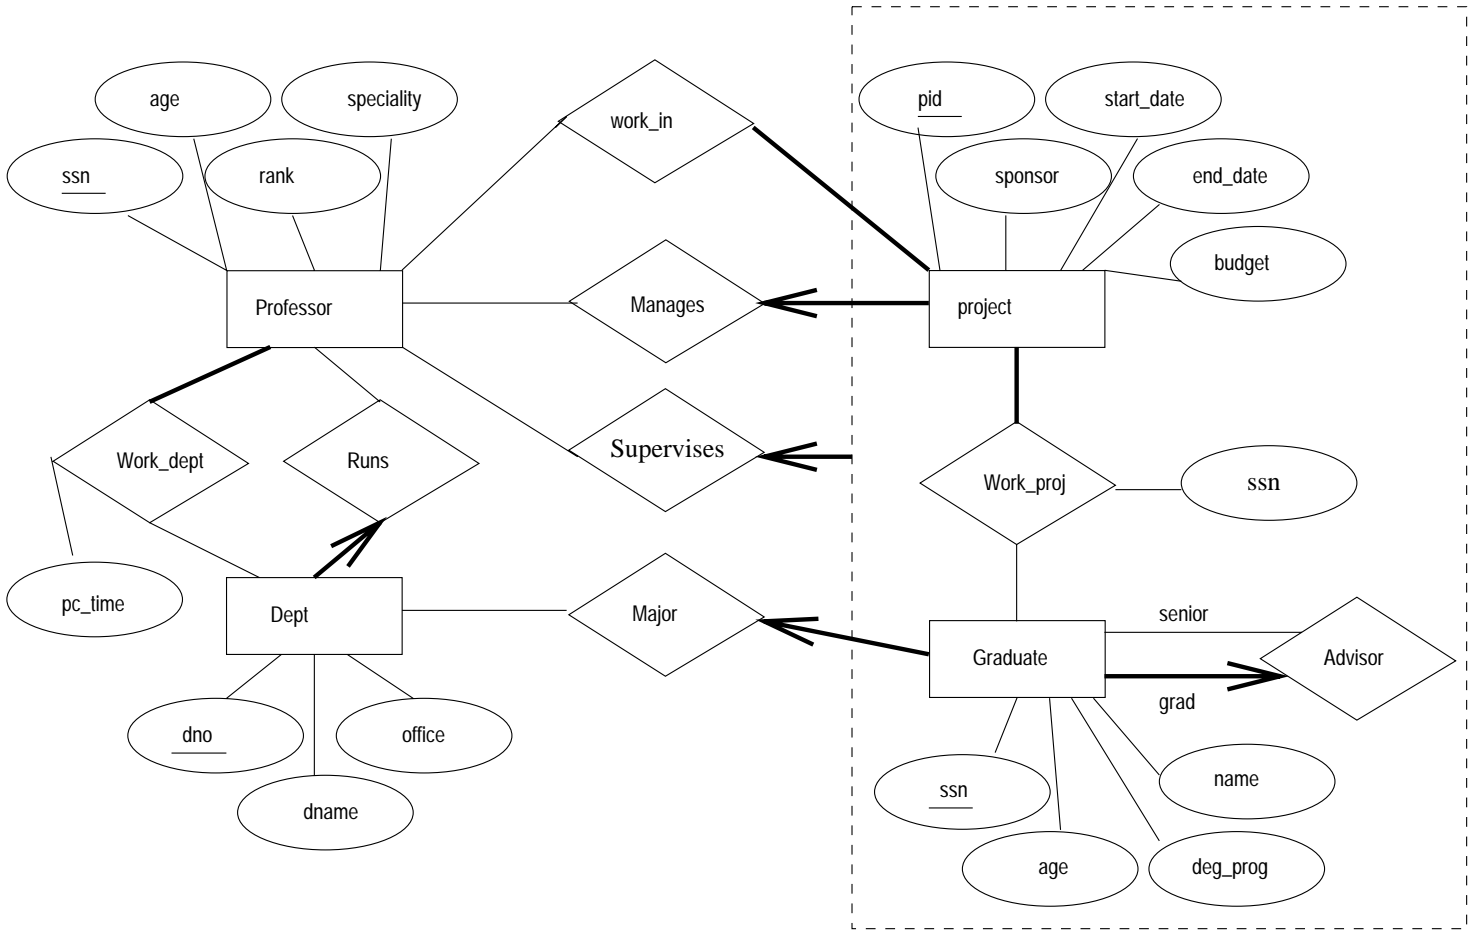 age
speciality
work_in
pid
start_date
ssn
rank
sponsor
end_date
budget
Professor
Manages
project
Work_dept
Runs
Supervises
Work_proj
ssn
pc_time
Dept
Major
senior
Graduate
Advisor
grad
dno
office
dname
ssn
name
age
deg_prog